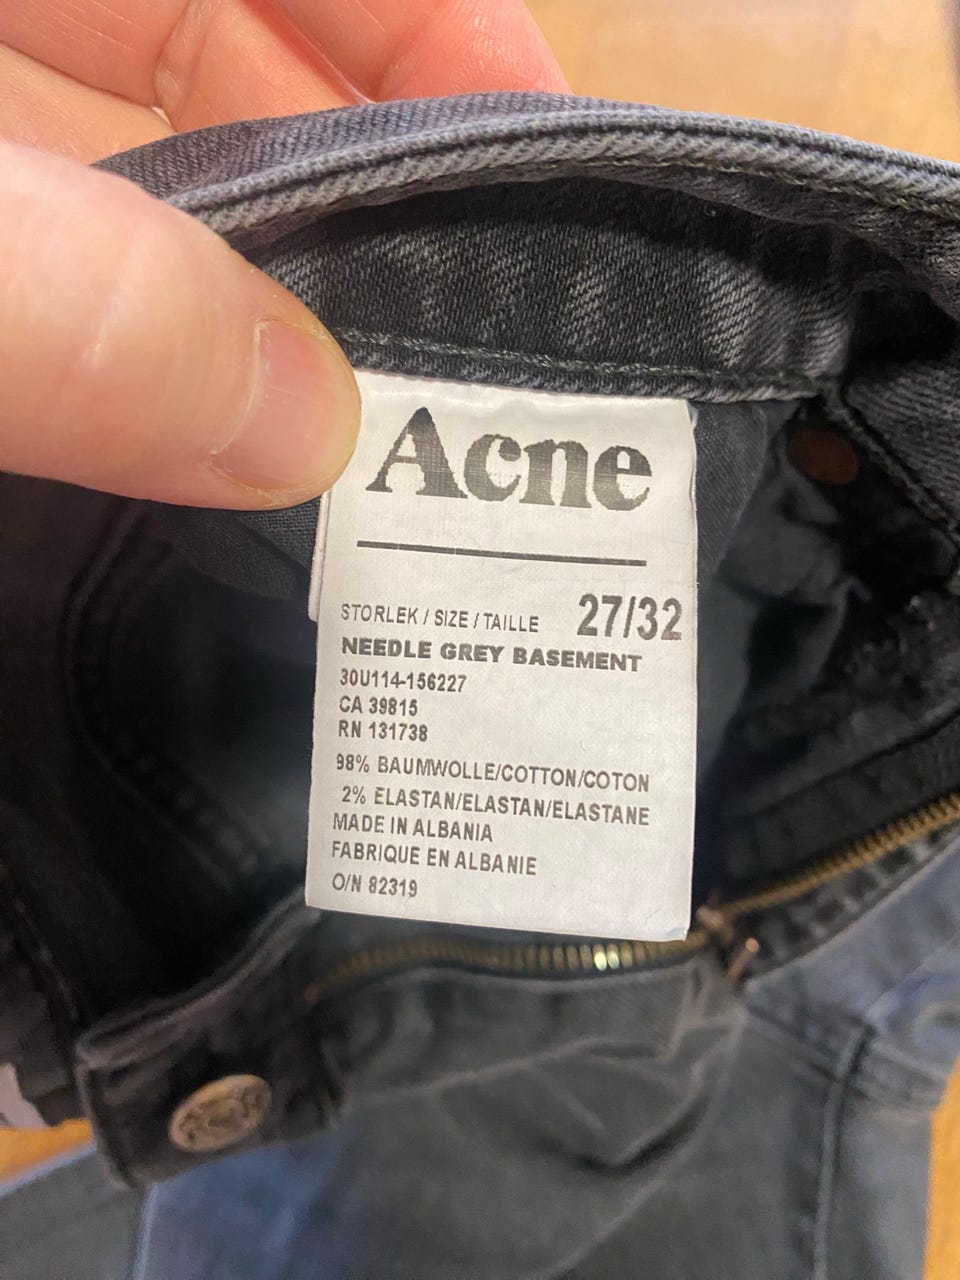 Acne
STORLEK / SIZE / TAILLE 27/32
NEEDLE GREY BASEMENT
30U114-156227
CA 39815
RN 131738
98% BAUMWOLLE/COTTON/COTON
2% ELASTAN/ELASTAN/ELASTANE
MADE IN ALBANIA
FABRIQUE EN ALBANIE
O/N 82319